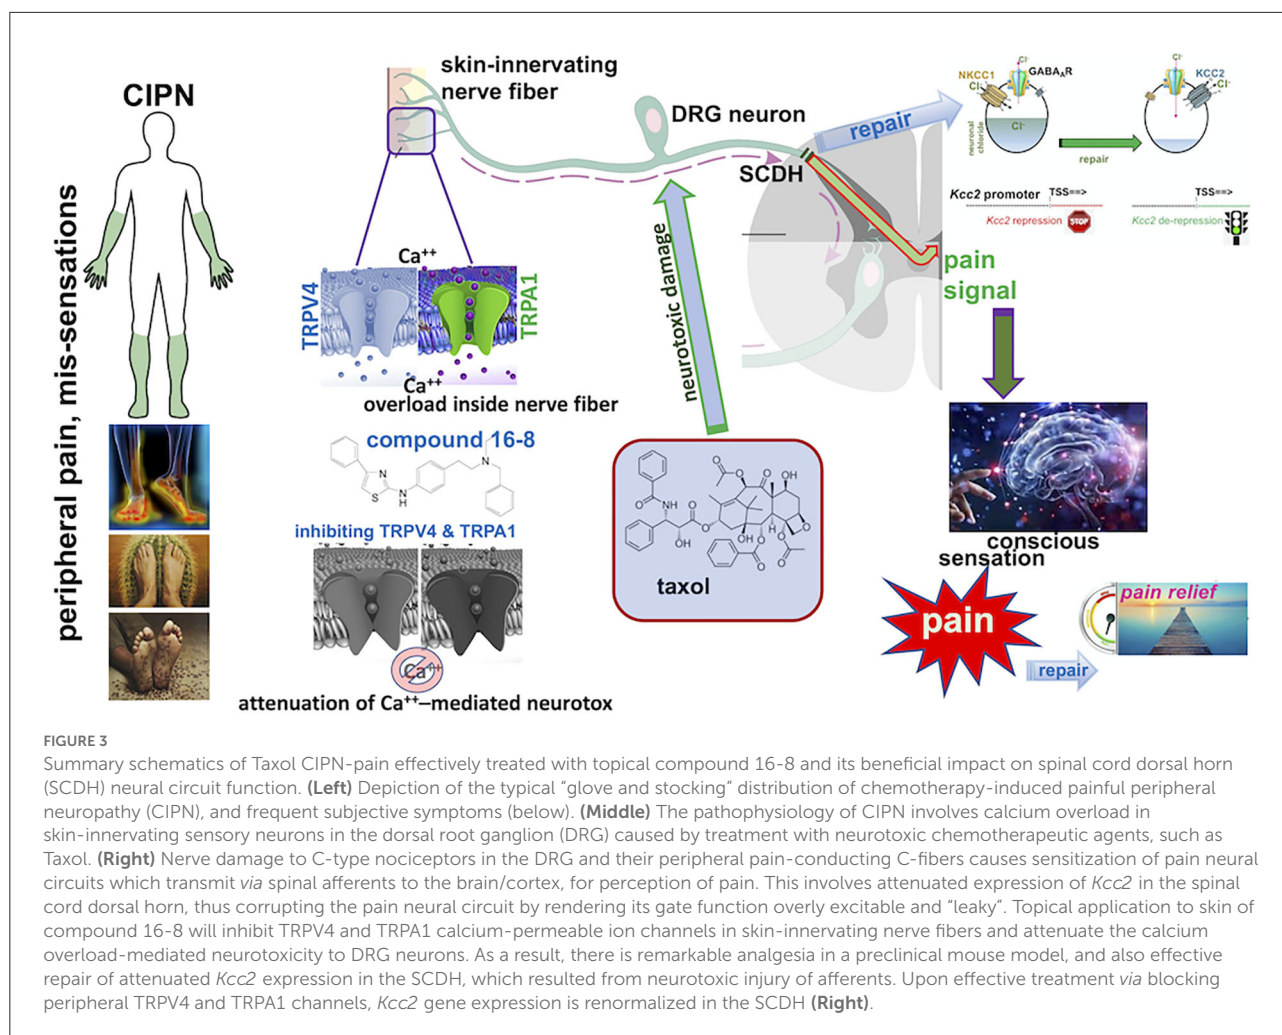 CIPN
peripheral pain, mis-sensations
skin-innervating
nerve fiber
DRG neuron
SCDH
repair
NKCC1
Cl⁻
Cl⁻
GABAAR
Cl⁻
neuronal
chloride
repair
Cl⁻
KCC2
Cl⁻
Kcc2 promoter
TSS==>
Kcc2 repression
STOP
TSS==>
Kcc2 de-repression
pain
signal
neurotoxic damage
Ca⁺⁺
TRPV4
TRPA1
Ca⁺⁺
overload inside nerve fiber
compound 16-8
N
S
N
H
N
inhibiting TRPV4 & TRPA1
Ca⁺⁺
attenuation of Ca⁺⁺–mediated neurotox
O
NH
O
OH
O
O
O
O
OH
OH
H
O
O
O
O
O
taxol
conscious
sensation
pain
repair
pain relief
FIGURE 3
Summary schematics of Taxol CIPN-pain effectively treated with topical compound 16-8 and its beneficial impact on spinal cord dorsal horn
(SCDH) neural circuit function. (Left) Depiction of the typical “glove and stocking” distribution of chemotherapy-induced painful peripheral
neuropathy (CIPN), and frequent subjective symptoms (below). (Middle) The pathophysiology of CIPN involves calcium overload in
skin-innervating sensory neurons in the dorsal root ganglion (DRG) caused by treatment with neurotoxic chemotherapeutic agents, such as
Taxol. (Right) Nerve damage to C-type nociceptors in the DRG and their peripheral pain-conducting C-fibers causes sensitization of pain neural
circuits which transmit via spinal afferents to the brain/cortex, for perception of pain. This involves attenuated expression of Kcc2 in the spinal
cord dorsal horn, thus corrupting the pain neural circuit by rendering its gate function overly excitable and “leaky”. Topical application to skin of
compound 16-8 will inhibit TRPV4 and TRPA1 calcium-permeable ion channels in skin-innervating nerve fibers and attenuate the calcium
overload-mediated neurotoxicity to DRG neurons. As a result, there is remarkable analgesia in a preclinical mouse model, and also effective
repair of attenuated Kcc2 expression in the SCDH, which resulted from neurotoxic injury of afferents. Upon effective treatment via blocking
peripheral TRPV4 and TRPA1 channels, Kcc2 gene expression is renormalized in the SCDH (Right).